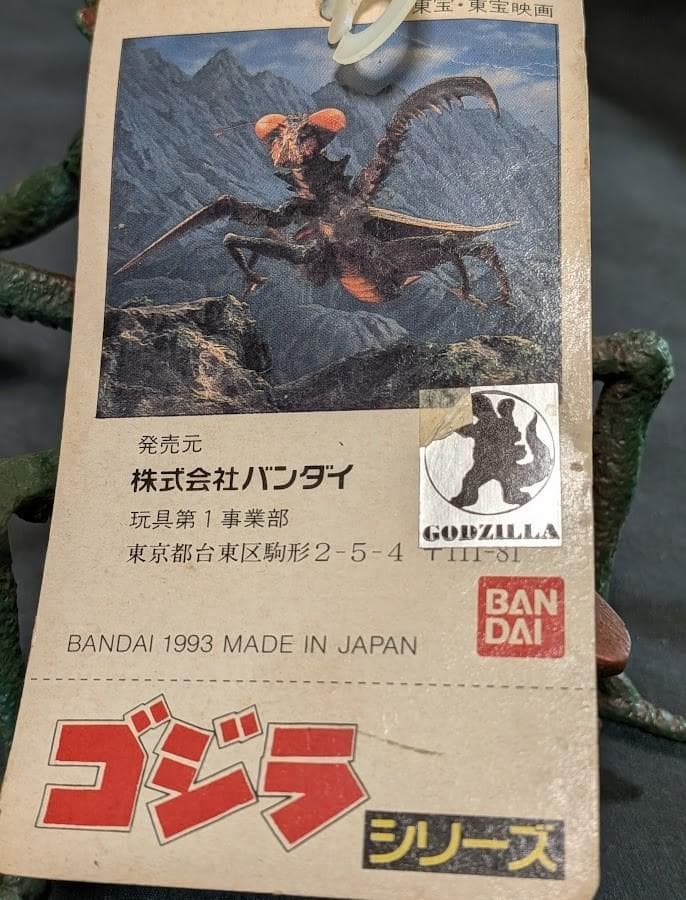 東宝・東宝映画
発売元
株式会社バンダイ
玩具第1事業部
GODZILLA
東京都台東区駒形2-5-4 〒111-81
BAN
DAI
BANDAI 1993 MADE IN JAPAN
ゴジラ
シリーズ